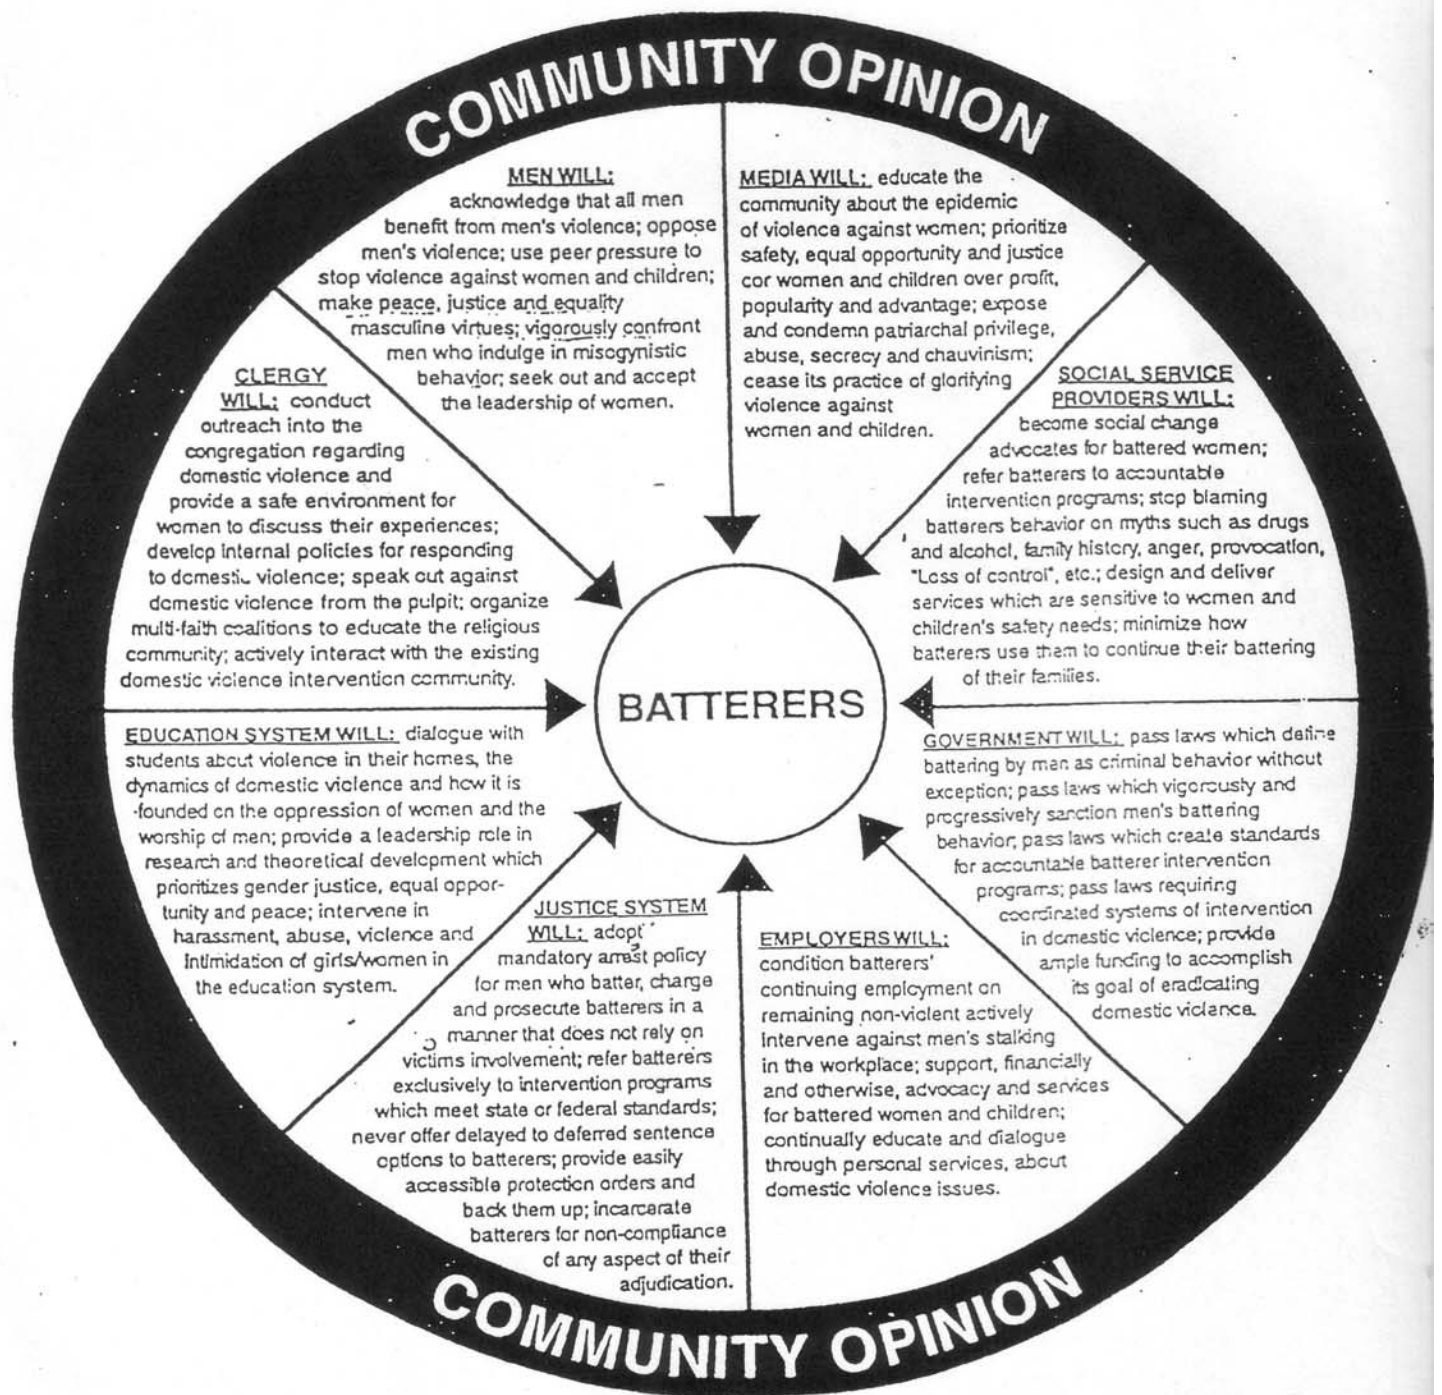 COMMUNITY OPINION
MEN WILL:
acknowledge that all men
benefit from men's violence; oppose
men's violence; use peer pressure to
stop violence against women and children;
make peace, justice and equality
masculine virtues; vigorously confront
men who indulge in misogynistic
behavior; seek out and accept
the leadership of women.
MEDIA WILL: educate the
community about the epidemic
of violence against women; prioritize
safety, equal opportunity and justice
cor women and children over profit,
popularity and advantage; expose
and condemn patriarchal privilege,
abuse, secrecy and chauvinism;
cease its practice of glorifying
violence against
women and children.
SOCIAL SERVICE
PROVIDERS WILL:
become social change
advocates for battered women;
refer batterers to accountable
intervention programs; stop blaming
batterers behavior on myths such as drugs
and alcohol, family history, anger, provocation,
"Loss of control", etc.; design and deliver
services which are sensitive to women and
children's safety needs; minimize how
batterers use them to continue their battering
of their families.
GOVERNMENT WILL: pass laws which define
battering by men as criminal behavior without
exception; pass laws which vigorously and
progressively sanction men's battering
behavior; pass laws which create standards
for accountable batterer intervention
programs; pass laws requiring
coordinated systems of intervention
in domestic violence; provide
ample funding to accomplish
its goal of eradicating
domestic violence.
EMPLOYERS WILL:
condition batterers'
continuing employment on
remaining non-violent actively
intervene against men's stalking
in the workplace; support, financially
and otherwise, advocacy and services
for battered women and children;
continually educate and dialogue
through personal services, about
domestic violence issues.
JUSTICE SYSTEM
WILL: adopt
mandatory arrest policy
for men who batter, charge
and prosecute batterers in a
manner that does not rely on
victims involvement; refer batterers
exclusively to intervention programs
which meet state or federal standards;
never offer delayed to deferred sentence
options to batterers; provide easily
accessible protection orders and
back them up; incarcerate
batterers for non-compliance
of any aspect of their
adjudication.
EDUCATION SYSTEM WILL: dialogue with
students about violence in their homes, the
dynamics of domestic violence and how it is
founded on the oppression of women and the
worship of men; provide a leadership role in
research and theoretical development which
prioritizes gender justice, equal oppor-
tunity and peace; intervene in
harassment, abuse, violence and
intimidation of girls/women in
the education system.
CLERGY
WILL: conduct
outreach into the
congregation regarding
domestic violence and
provide a safe environment for
women to discuss their experiences;
develop internal policies for responding
to domestic violence; speak out against
domestic violence from the pulpit; organize
multi-faith coalitions to educate the religious
community; actively interact with the existing
domestic violence intervention community.
BATTERERS
COMMUNITY OPINION